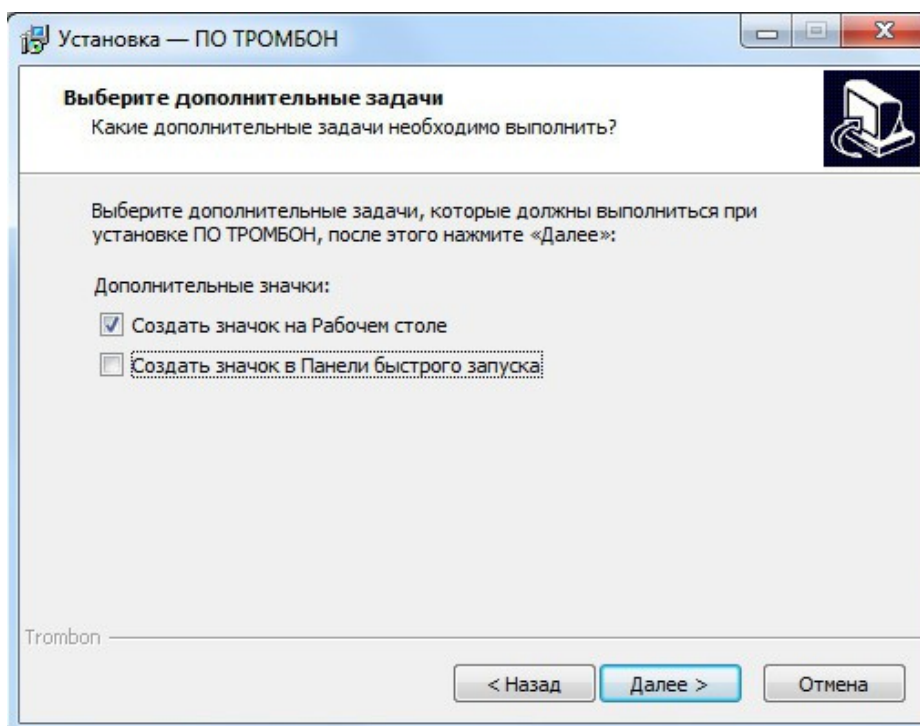 Установка — ПО ТРОМБОН
Выберите дополнительные задачи
Какие дополнительные задачи необходимо выполнить?
Выберите дополнительные задачи, которые должны выполниться при
установке ПО ТРОМБОН, после этого нажмите «Далее»:
Дополнительные значки:
Создать значок на Рабочем столе
Создать значок в Панели быстрого запуска
Trombon
< Назад Далее > Отмена